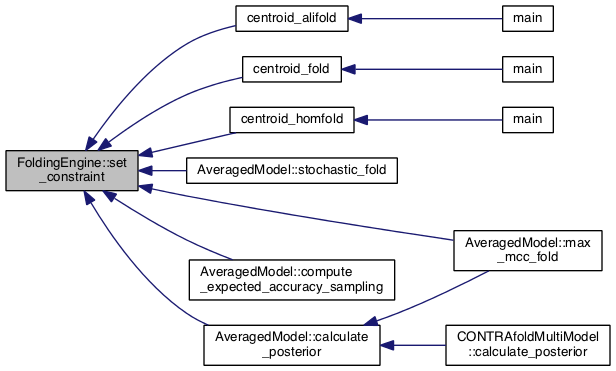 centroid_alifold
main
centroid_fold
main
centroid_homfold
main
FoldingEngine::set
_constraint
AveragedModel::stochastic_fold
AveragedModel::max
_mcc_fold
AveragedModel::compute
_expected_accuracy_sampling
AveragedModel::calculate
_posterior
CONTRAfoldMultiModel
::calculate_posterior